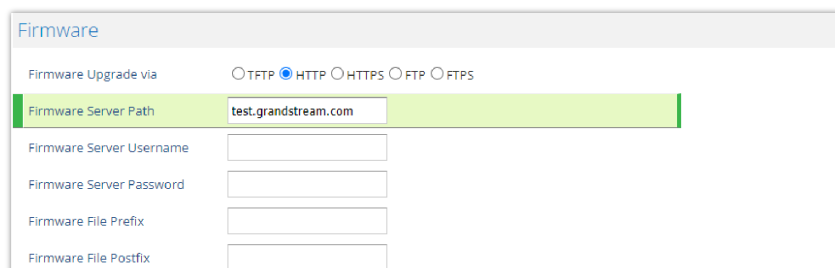 Firmware
Firmware Upgrade via TFTP HTTP HTTPS FTP FTPS
Firmware Server Path test.grandstream.com
Firmware Server Username
Firmware Server Password
Firmware File Prefix
Firmware File Postfix